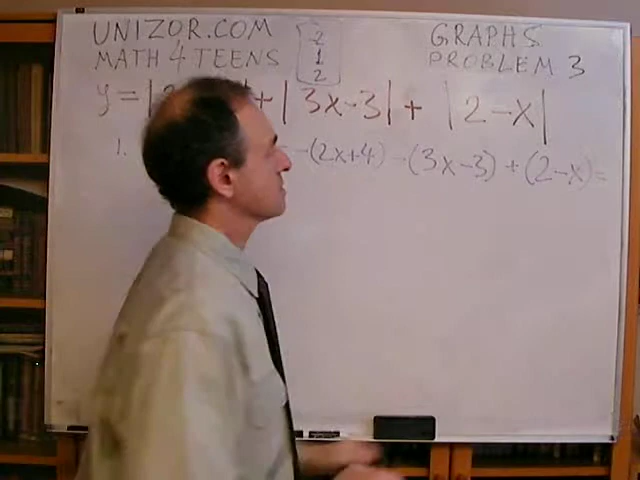 UNIZOR.COM
MATH 4 TEENS
-2
1
2
GRAPHS
PROBLEM 3
y = | + | 3x-3 | + | 2-x |
1. -(2x+4) -(3x-3) + (2-x) =